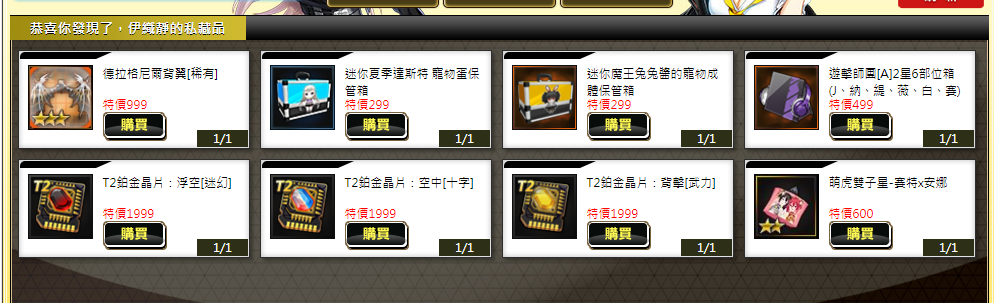 恭喜你發現了，伊織靜的私藏品
德拉格尼爾背翼[稀有]
特價999
購買
1/1
迷你夏季達斯特 寵物蛋保
管箱
特價299
購買
1/1
迷你魔王兔兔醬的寵物成
體保管箱
特價299
購買
1/1
遊擊師團[A]2星6部位箱
(J、納、緹、薇、白、賽)
特價499
購買
1/1
T2
T2鉑金晶片：浮空[迷幻]
特價1999
購買
1/1
T2
T2鉑金晶片：空中[十字]
特價1999
購買
1/1
T2
T2鉑金晶片：背擊[武力]
特價1999
購買
1/1
萌虎雙子星-賽特x安娜
特價600
購買
1/1